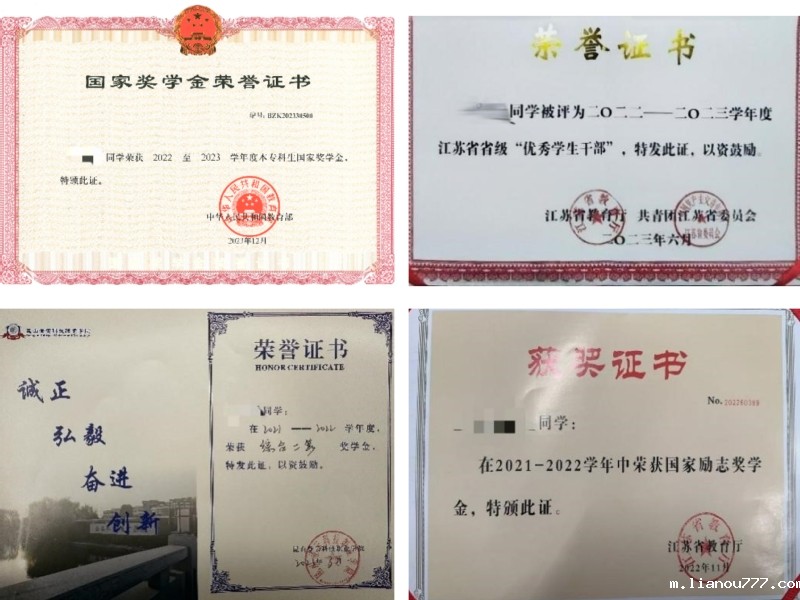 国家奖学金荣誉证书
同学荣获 2022 至 2023 学年度本专科生国家奖学金，
特颁此证。
中华人民共和国教育部
2023年12月
荣誉证书
同学被评为二〇二二——二〇二三学年度
江苏省省级“优秀学生干部”，特发此证，以资鼓励。
江苏省教育厅 共青团江苏省委员会
二〇二三年六月
诚正
弘毅
奋进
创新
荣誉证书
HONOR CERTIFICATE
同学：
在2021—2022 学年度，
荣获 综合二等 奖学金，
特发此证，以资鼓励。
获奖证书
No.
同学：
在2021-2022学年中荣获国家励志奖学
金，特颁此证。
江苏省教育厅
2022年11月
m.lianou777.com